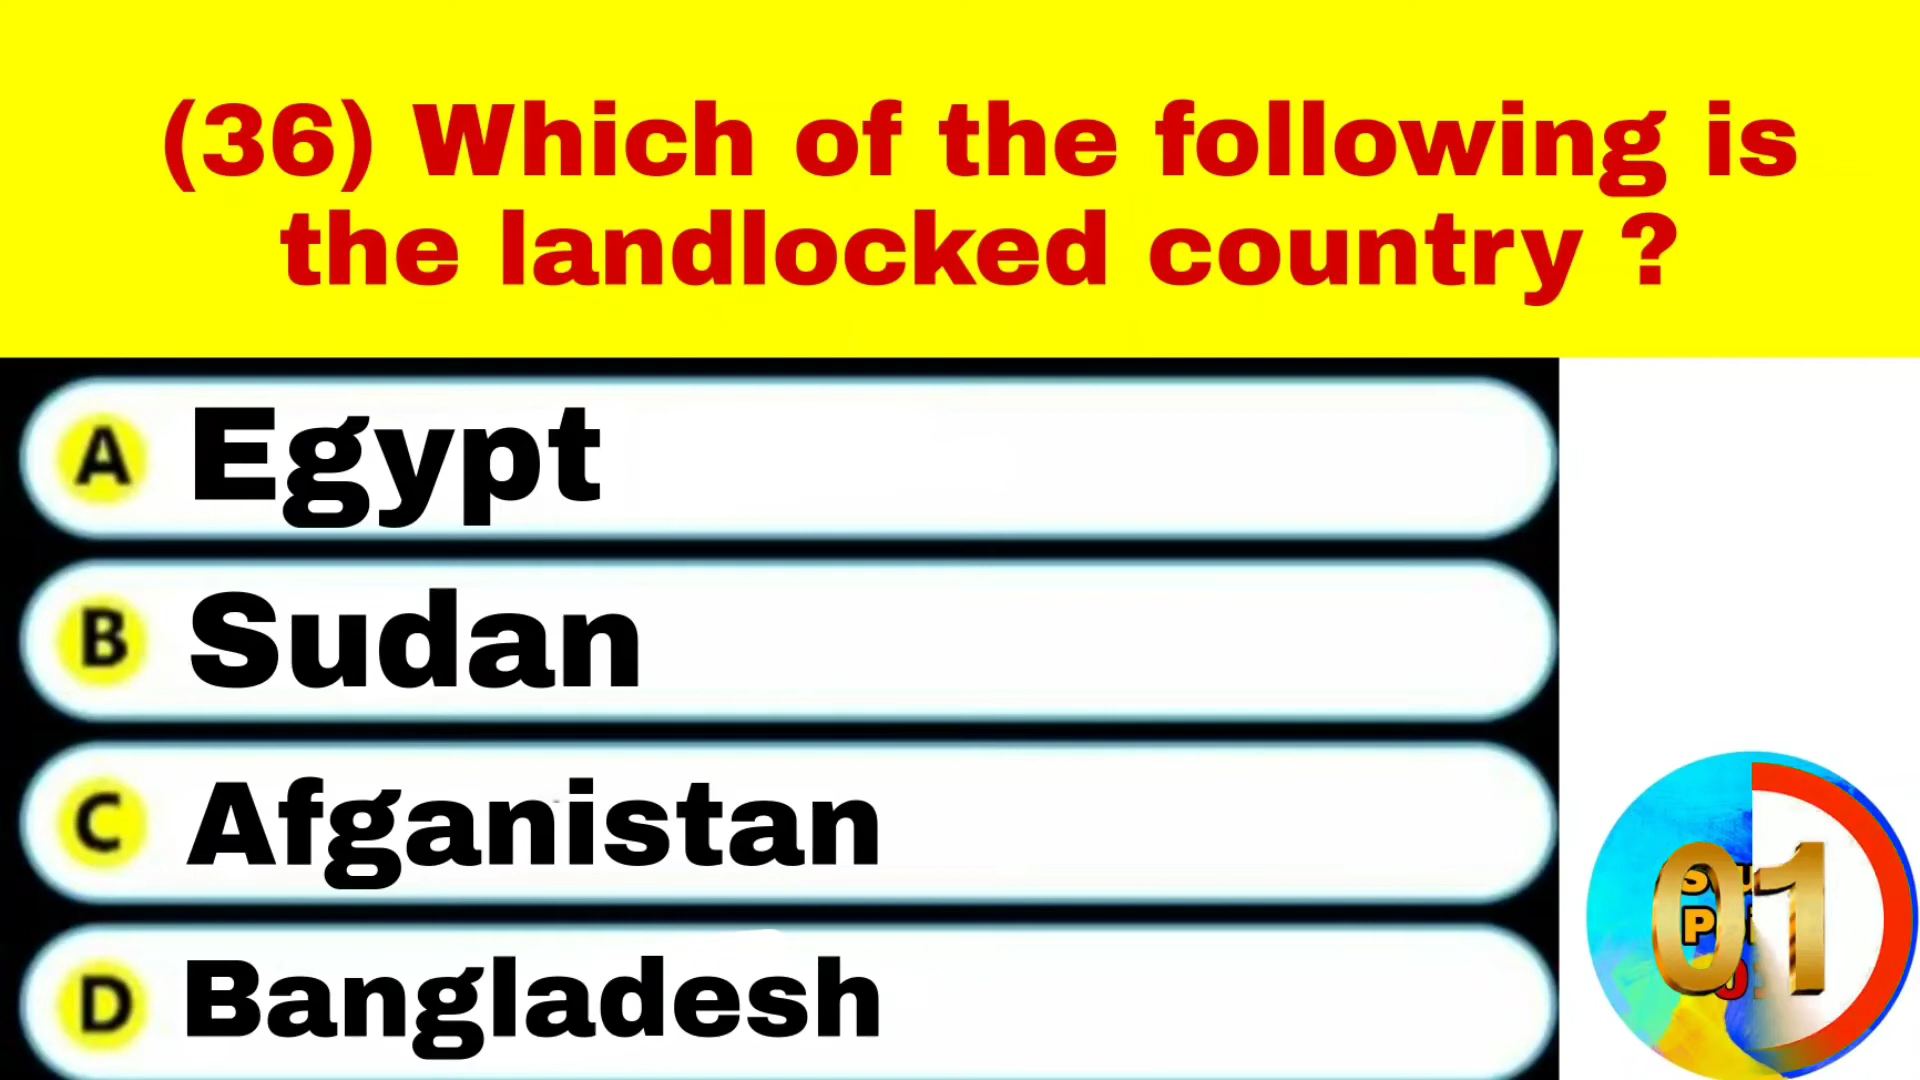 (36) Which of the following is
the landlocked country ?
A Egypt
B Sudan
C Afganistan
D Bangladesh
01